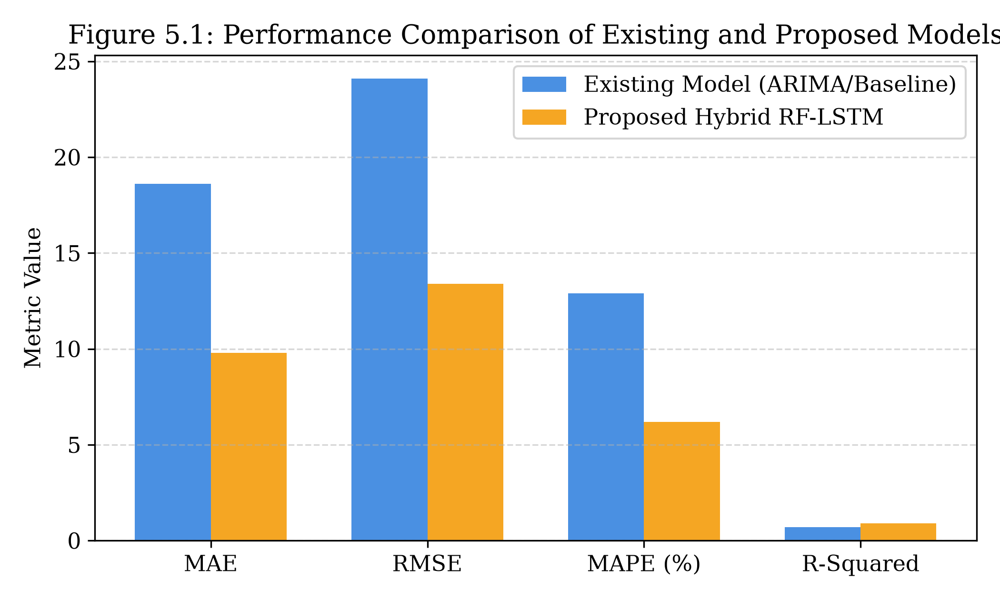 Figure 5.1: Performance Comparison of Existing and Proposed Models
25
20
15
10
5
0
Metric Value
Existing Model (ARIMA/Baseline)
Proposed Hybrid RF-LSTM
MAE
RMSE
MAPE (%)
R-Squared